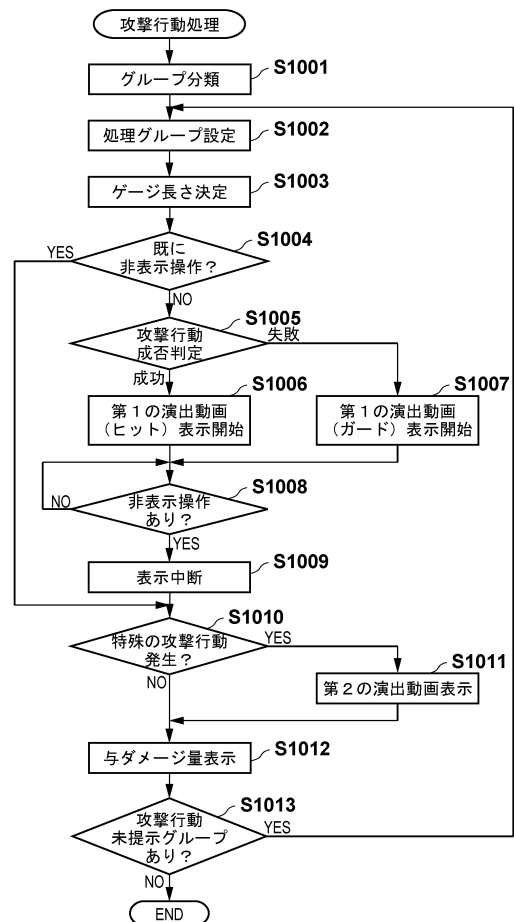 攻撃行動処理
グループ分類
S1001
処理グループ設定
S1002
ゲージ長さ決定
S1003
既に
非表示操作？
S1004
YES
NO
攻撃行動
成否判定
S1005
失敗
成功
第１の演出動画
（ヒット）表示開始
S1006
第１の演出動画
（ガード）表示開始
S1007
非表示操作
あり？
S1008
NO
YES
表示中断
S1009
特殊の攻撃行動
発生？
S1010
YES
NO
第２の演出動画表示
S1011
与ダメージ量表示
S1012
攻撃行動
未提示グループ
あり？
S1013
YES
NO
END